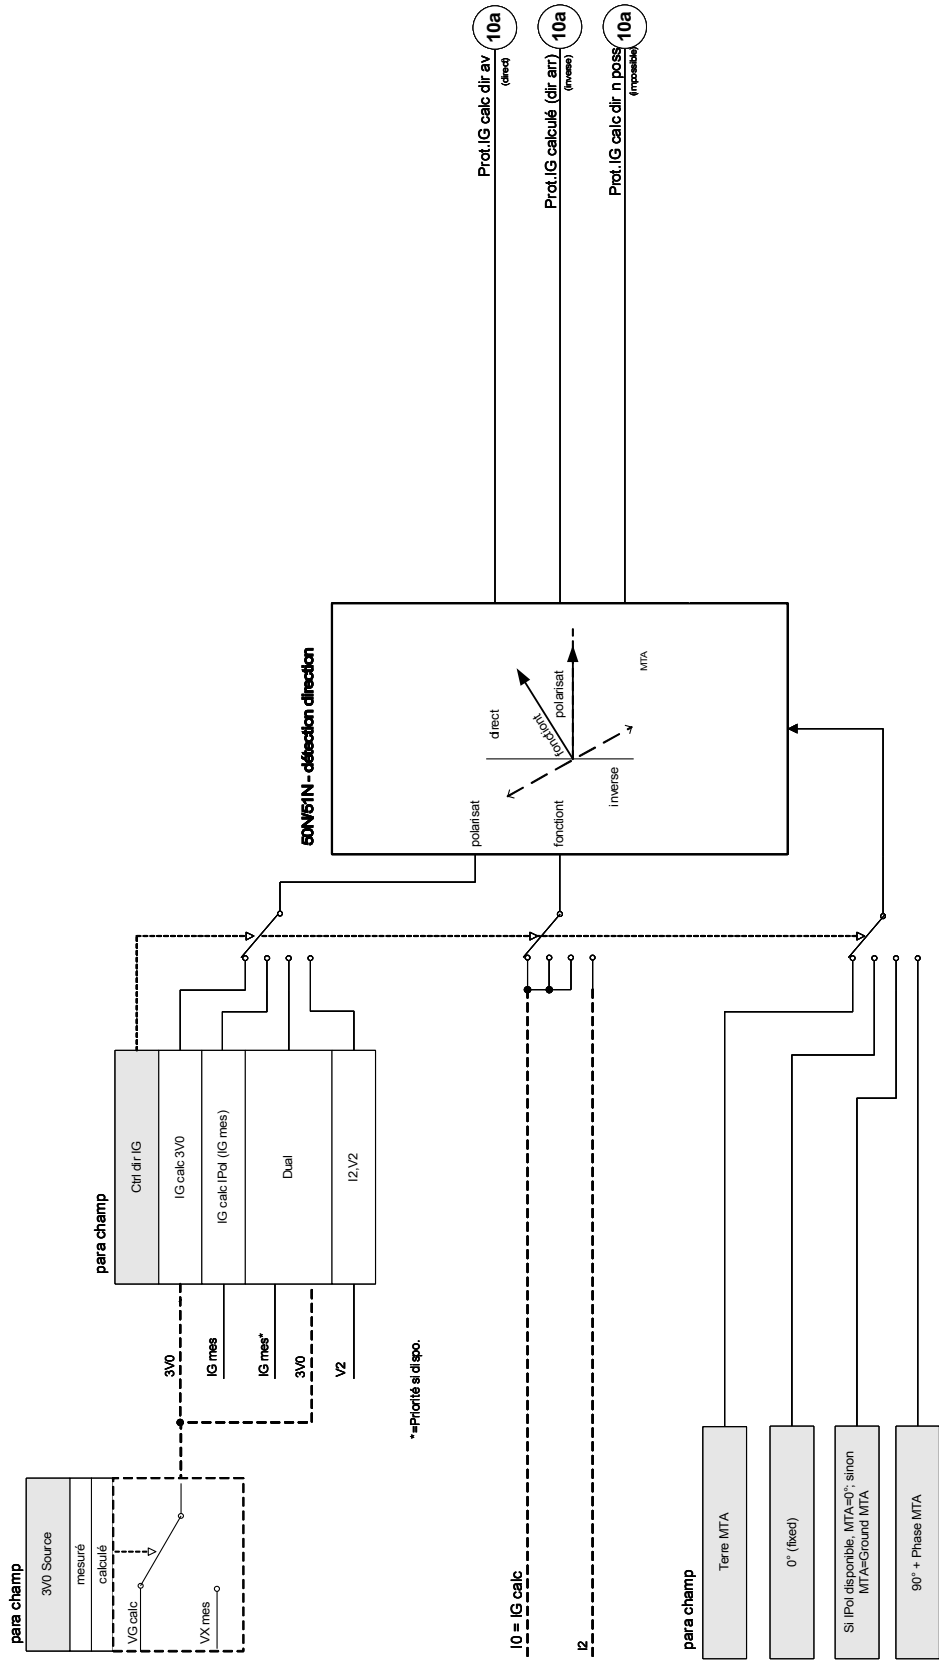 para champ
3V0 Source
mesuré
calculé
VG calc
VX mes
para champ
Ctrl dir IG
IG calc 3V0
IG calc IPol (IG mes)
Dual
I2,V2
3V0
IG mes
IG mes*
3V0
V2
*=Priorité si dispo.
I0 = IG calc
I2
para champ
Terre MTA
0° (fixed)
Si IPol disponible, MTA=0°; sinon
MTA=Ground MTA
90° + Phase MTA
50N/51N - détection direction
polarisat
fonctiont
direct
inverse
fonctiont
polarisat
MTA
Prot.IG calc dir av
(direct)
10a
Prot.IG calculé (dir arr)
(inverse)
10a
Prot.IG calc dir n poss
(impossible)
10a